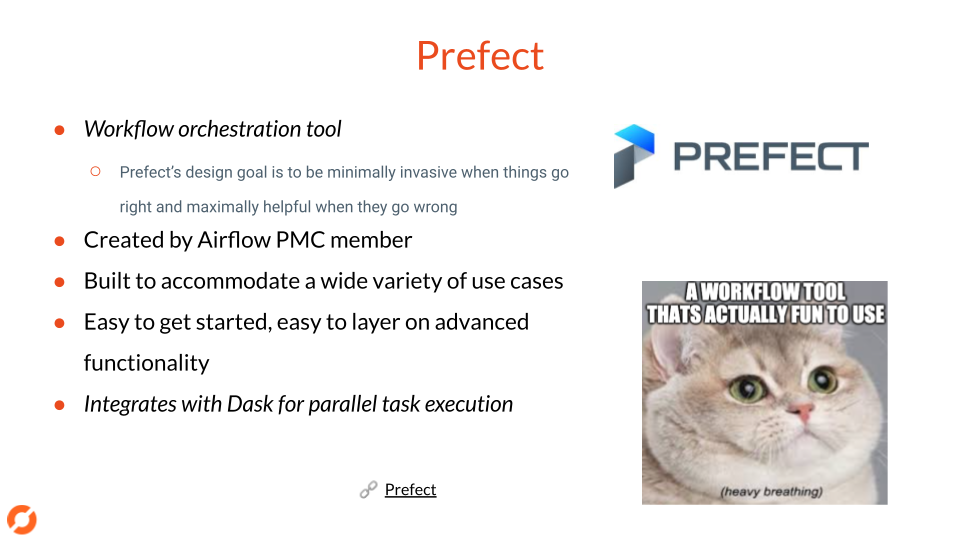 Prefect
● Workflow orchestration tool
○ Prefect’s design goal is to be minimally invasive when things go
right and maximally helpful when they go wrong
● Created by Airflow PMC member
● Built to accommodate a wide variety of use cases
● Easy to get started, easy to layer on advanced
functionality
● Integrates with Dask for parallel task execution
🔗 Prefect
PREFECT
A WORKFLOW TOOL
THATS ACTUALLY FUN TO USE
(heavy breathing)